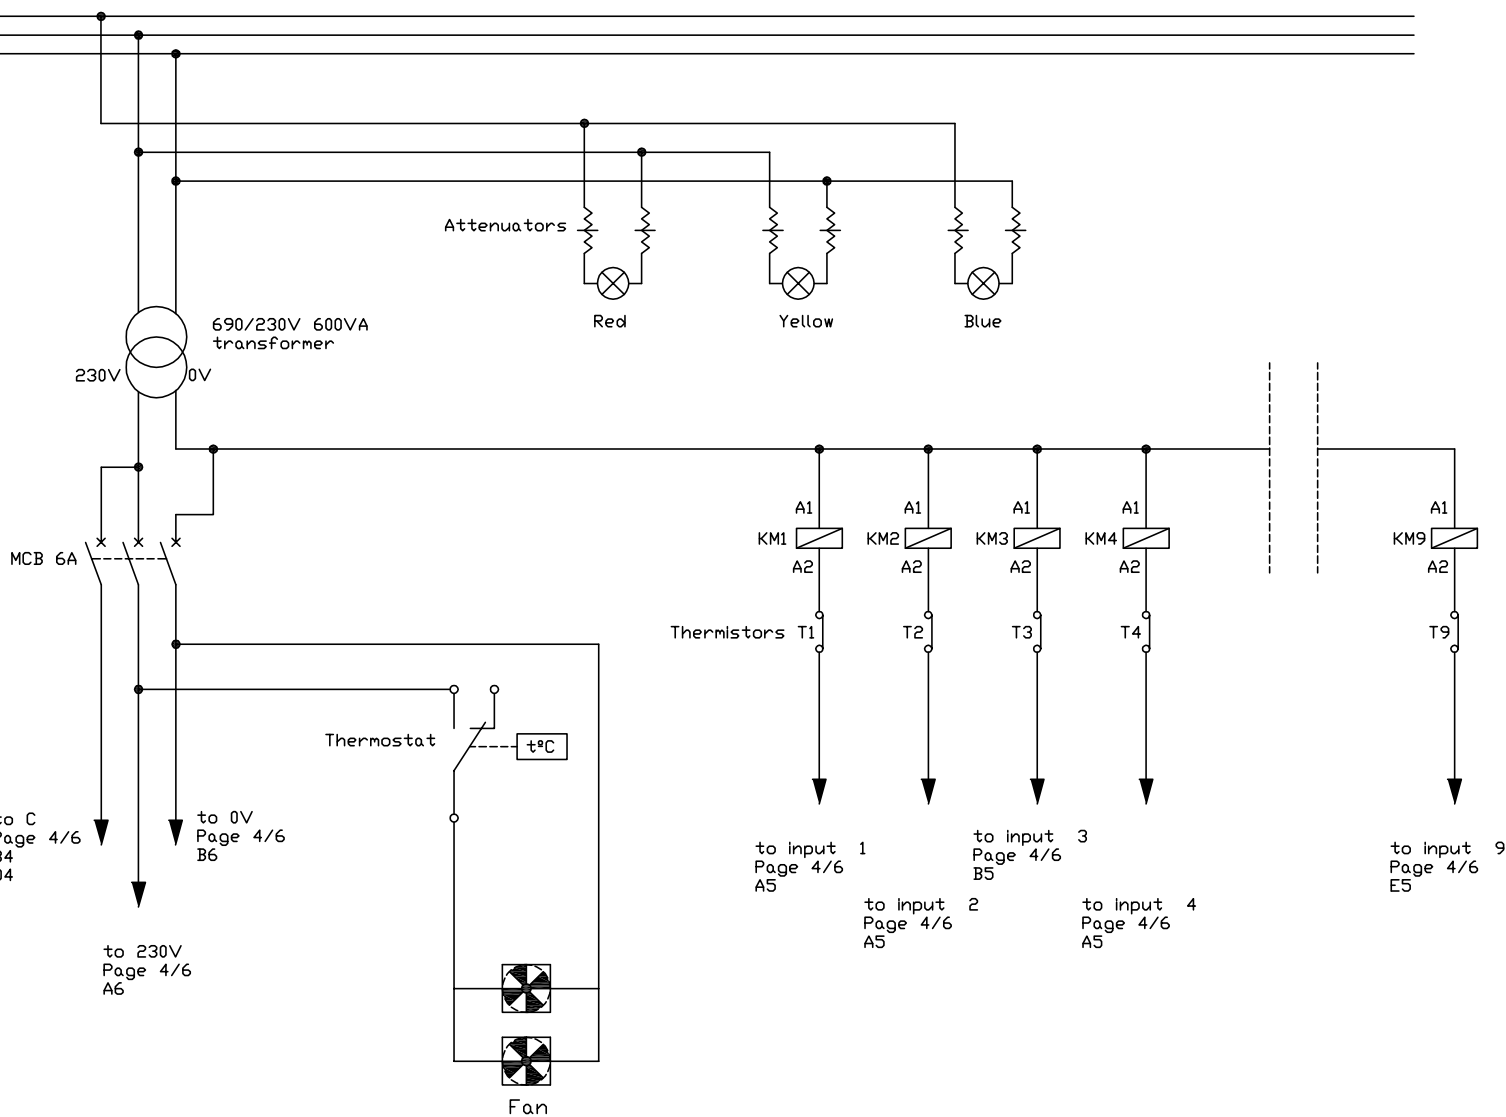 Attenuators
Red
Yellow
Blue
690/230V 600VA
transformer
230V
0V
A1
A1
A1
A1
A1
KM1
KM2
KM3
KM4
KM9
A2
A2
A2
A2
A2
MCB 6A
Thermistors T1
T2
T3
T4
T9
Thermostat
tºC
to C
Page 4/6
B4
D4
to 0V
Page 4/6
B6
to 230V
Page 4/6
A6
to input 1
Page 4/6
A5
to input 2
Page 4/6
A5
to input 3
Page 4/6
B5
to input 4
Page 4/6
A5
to input 9
Page 4/6
E5
Fan